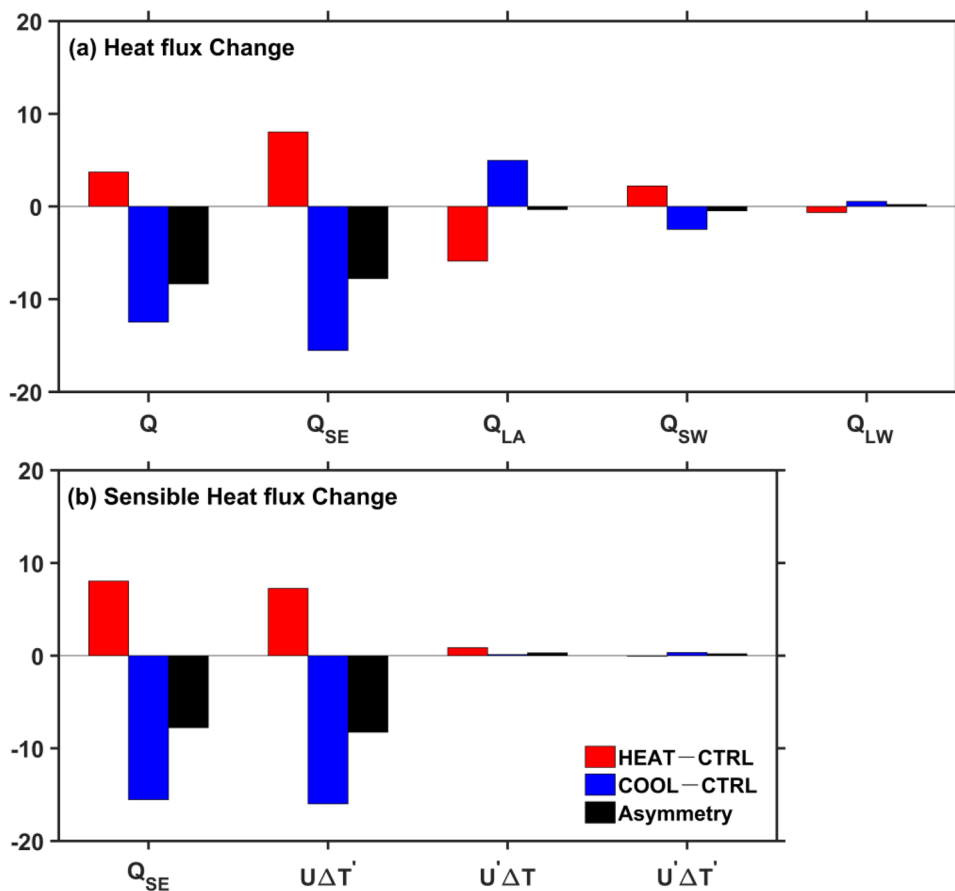 20
(a) Heat flux Change
10
0
-10
-20
Q Q_SE Q_LA Q_SW Q_LW
20
(b) Sensible Heat flux Change
10
0
-10
HEAT—CTRL
COOL—CTRL
Asymmetry
-20
Q_SE UΔT' U'ΔT U'ΔT'